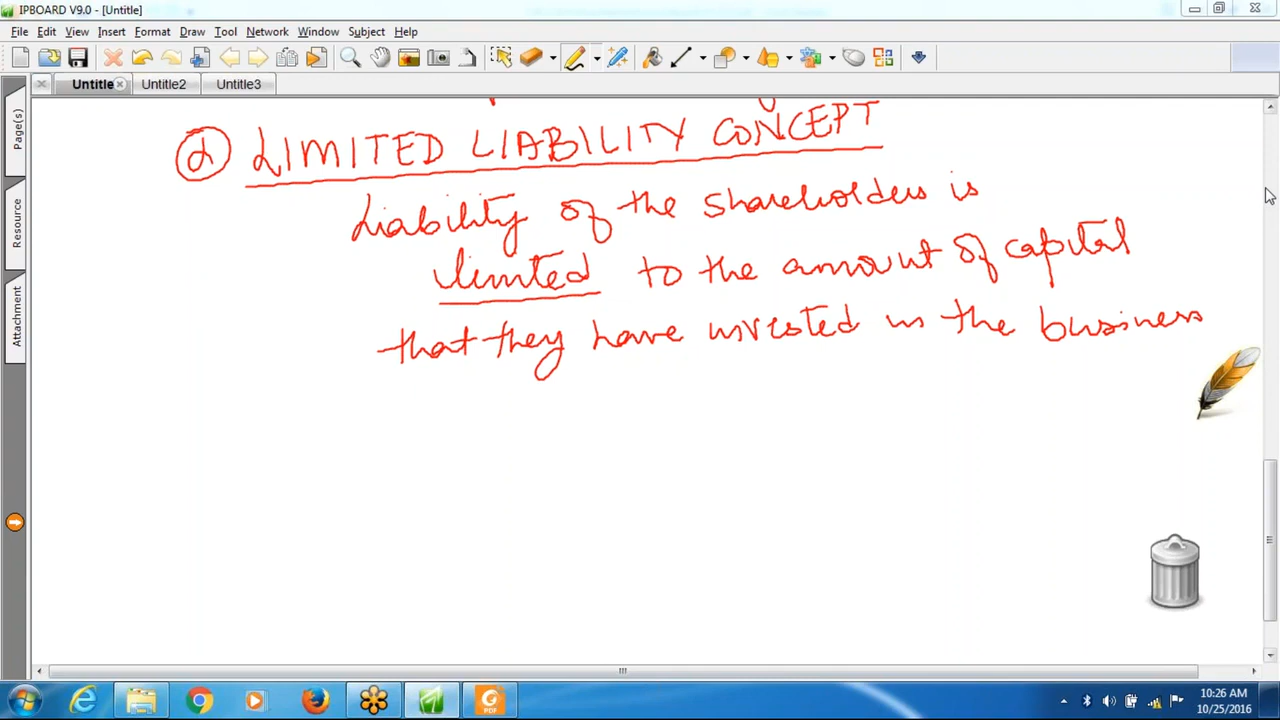 IPBOARD V9.0 - [Untitle]
File Edit View Insert Format Draw Tool Network Window Subject Help
Untitle Untitle2 Untitle3
Page(s)
Resource
Attachment
d LIMITED LIABILITY CONCEPT
Liability of the shareholders is
limited to the amount of capital
that they have invested in the business
PDF
10:26 AM
10/25/2016